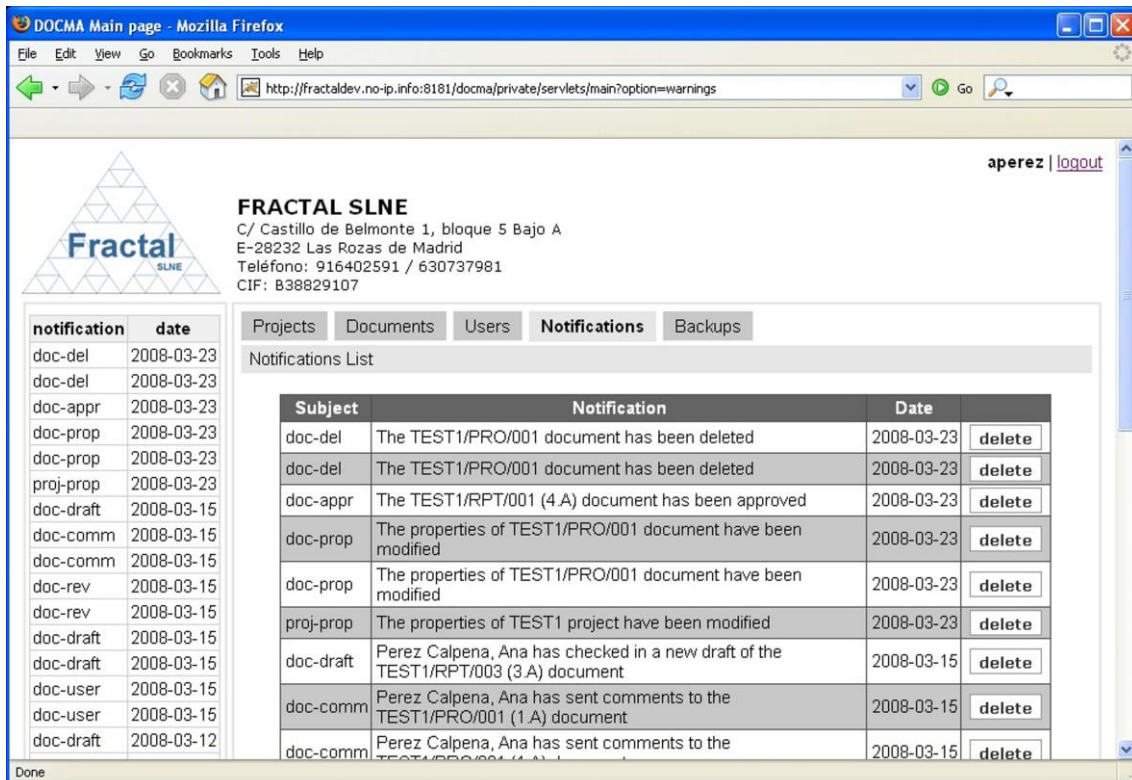 DOCMA Main page - Mozilla Firefox
File Edit View Go Bookmarks Tools Help
http://fractaldev.no-ip.info:8181/docma/private/servlets/main?option=warnings Go
aperez | logout
Fractal
SLNE
FRACTAL SLNE
C/ Castillo de Belmonte 1, bloque 5 Bajo A
E-28232 Las Rozas de Madrid
Teléfono: 916402591 / 630737981
CIF: B38829107
notification date
doc-del 2008-03-23
doc-del 2008-03-23
doc-appr 2008-03-23
doc-prop 2008-03-23
doc-prop 2008-03-23
proj-prop 2008-03-23
doc-draft 2008-03-15
doc-comm 2008-03-15
doc-comm 2008-03-15
doc-rev 2008-03-15
doc-rev 2008-03-15
doc-draft 2008-03-15
doc-draft 2008-03-15
doc-user 2008-03-15
doc-user 2008-03-15
doc-draft 2008-03-12
Projects Documents Users Notifications Backups
Notifications List
Subject Notification Date
doc-del The TEST1/PRO/001 document has been deleted 2008-03-23 delete
doc-del The TEST1/PRO/001 document has been deleted 2008-03-23 delete
doc-appr The TEST1/RPT/001 (4.A) document has been approved 2008-03-23 delete
doc-prop The properties of TEST1/PRO/001 document have been
modified 2008-03-23 delete
doc-prop The properties of TEST1/PRO/001 document have been
modified 2008-03-23 delete
proj-prop The properties of TEST1 project have been modified 2008-03-23 delete
doc-draft Perez Calpena, Ana has checked in a new draft of the
TEST1/RPT/003 (3.A) document 2008-03-15 delete
doc-comm Perez Calpena, Ana has sent comments to the
TEST1/PRO/001 (1.A) document 2008-03-15 delete
doc-comm Perez Calpena, Ana has sent comments to the
2008-03-15 delete
Done